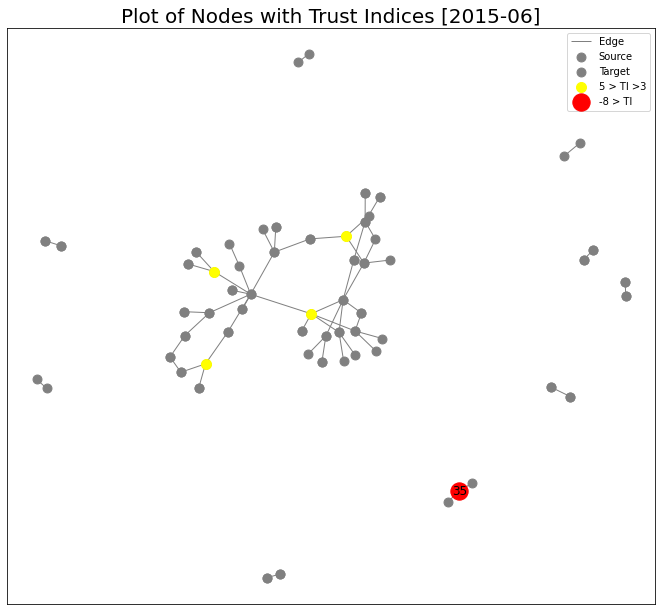 Plot of Nodes with Trust Indices [2015-06]
Edge
Source
Target
5 > TI >3
-8 > TI
35